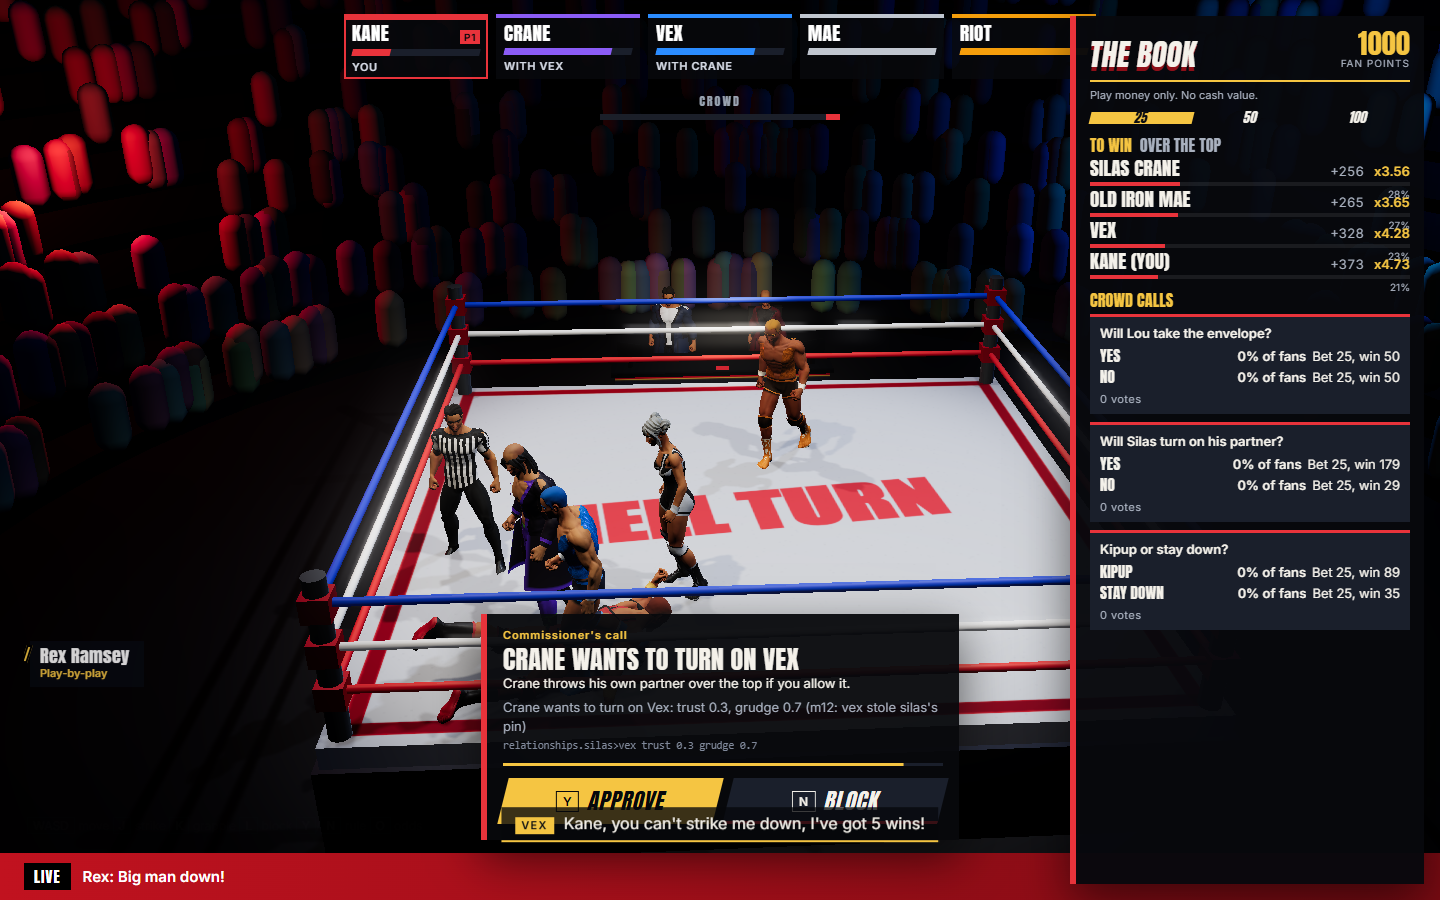 KANE
P1
YOU
CRANE
WITH VEX
VEX
WITH CRANE
MAE
RIOT
CROWD
THE BOOK
1000
FAN POINTS
Play money only. No cash value.
25 50 100
TO WIN OVER THE TOP
SILAS CRANE +256 x3.56
28%
OLD IRON MAE +265 x3.65
27%
VEX +328 x4.28
23%
KANE (YOU) +373 x4.73
21%
CROWD CALLS
Will Lou take the envelope?
YES 0% of fans Bet 25, win 50
NO 0% of fans Bet 25, win 50
0 votes
Will Silas turn on his partner?
YES 0% of fans Bet 25, win 179
NO 0% of fans Bet 25, win 29
0 votes
Kipup or stay down?
KIPUP 0% of fans Bet 25, win 89
STAY DOWN 0% of fans Bet 25, win 35
0 votes
HEEL TURN
Rex Ramsey
Play-by-play
Commissioner's call
CRANE WANTS TO TURN ON VEX
Crane throws his own partner over the top if you allow it.
Crane wants to turn on Vex: trust 0.3, grudge 0.7 (m12: vex stole silas's
pin)
relationships.silas>vex trust 0.3 grudge 0.7
Y APPROVE
N BLOCK
VEX Kane, you can't strike me down, I've got 5 wins!
LIVE Rex: Big man down!